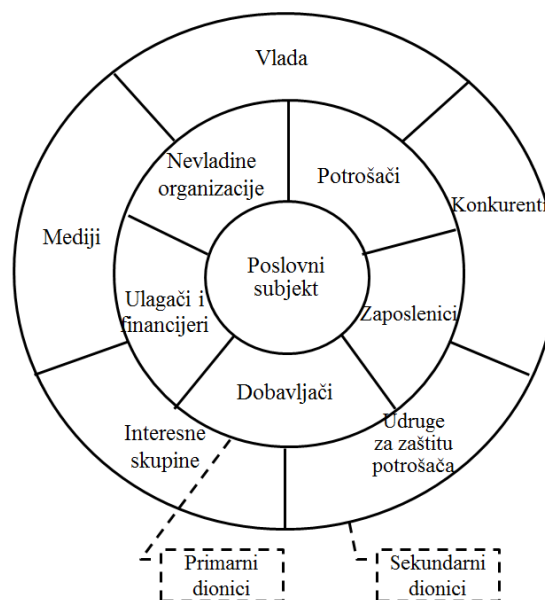 Vlada
Nevladine
organizacije
Potrošači
Konkurenti
Mediji
Poslovni
subjekt
Ulagači i
financijeri
Zaposlenici
Dobavljači
Interesne
skupine
Udruge
za zaštitu
potrošača
Primarni
dionici
Sekundarni
dionici